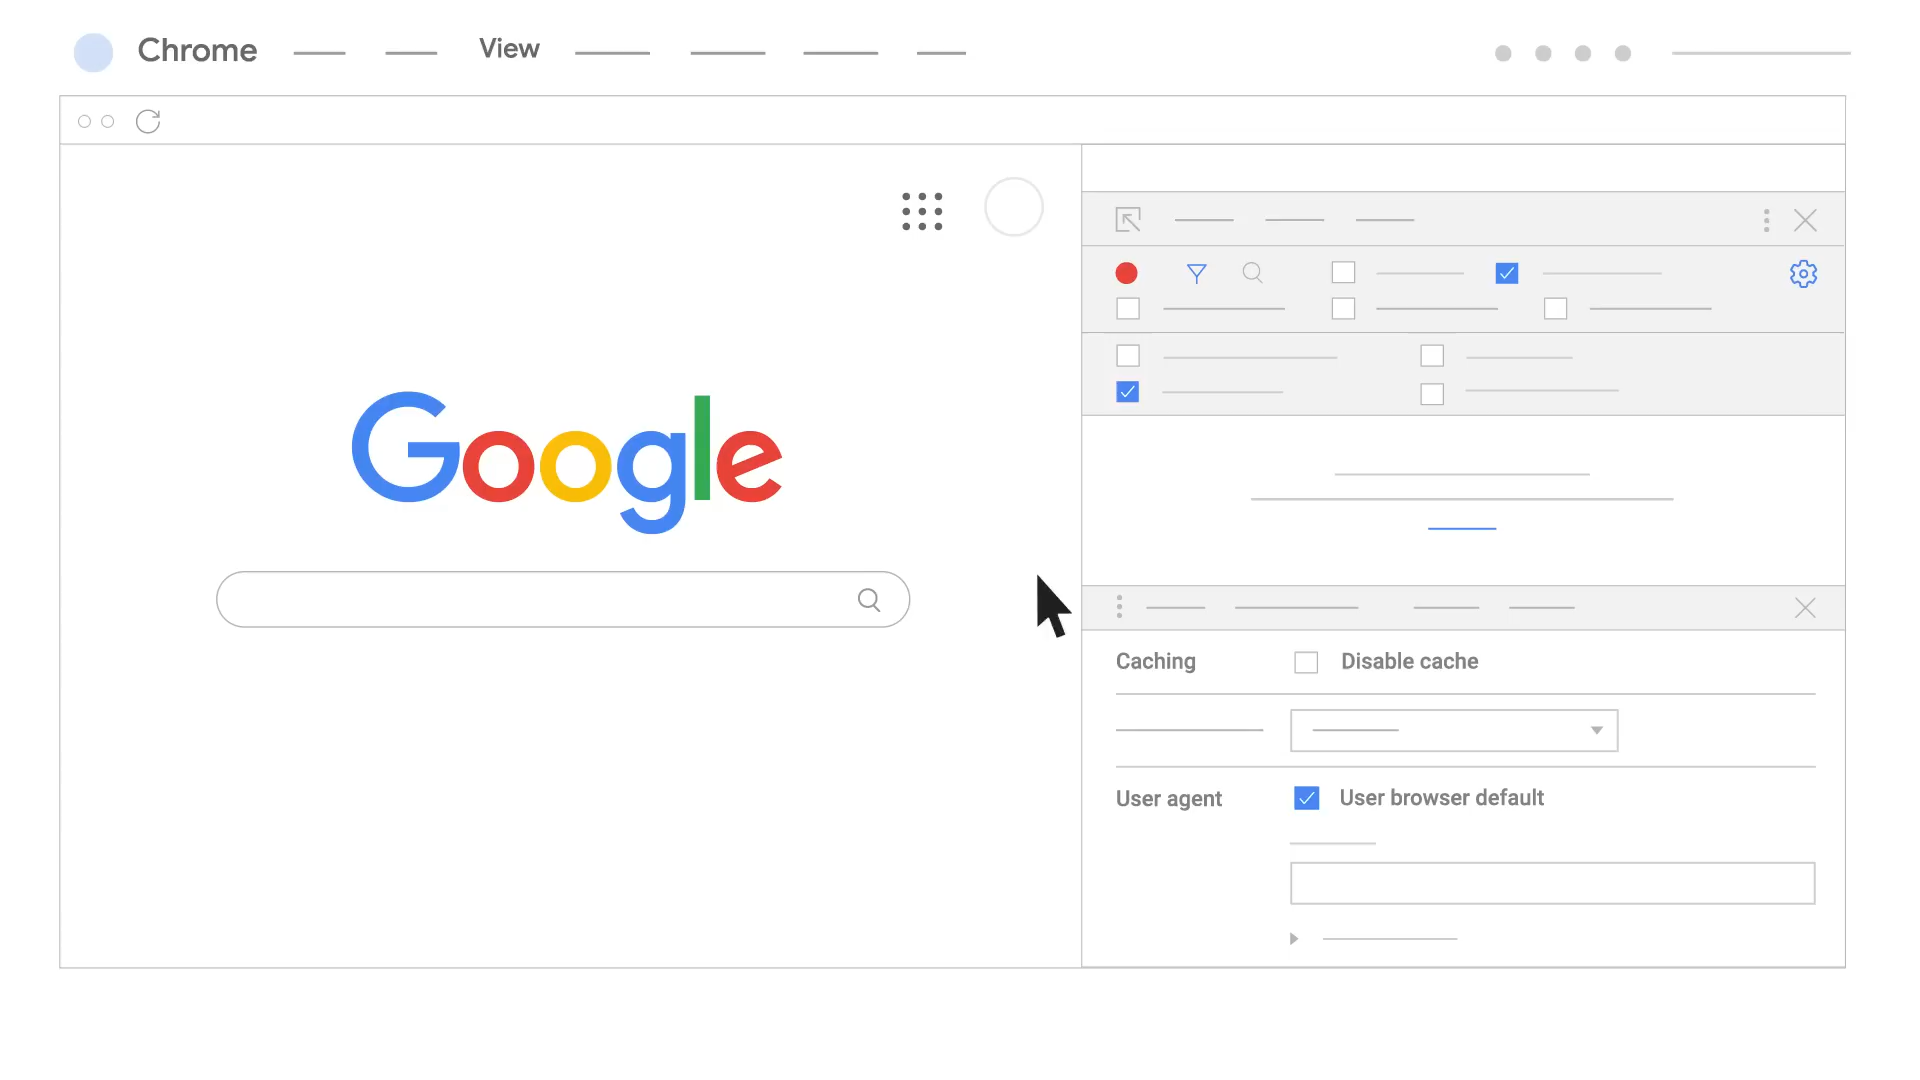 Chrome
View
Google
Caching
Disable cache
User agent
User browser default